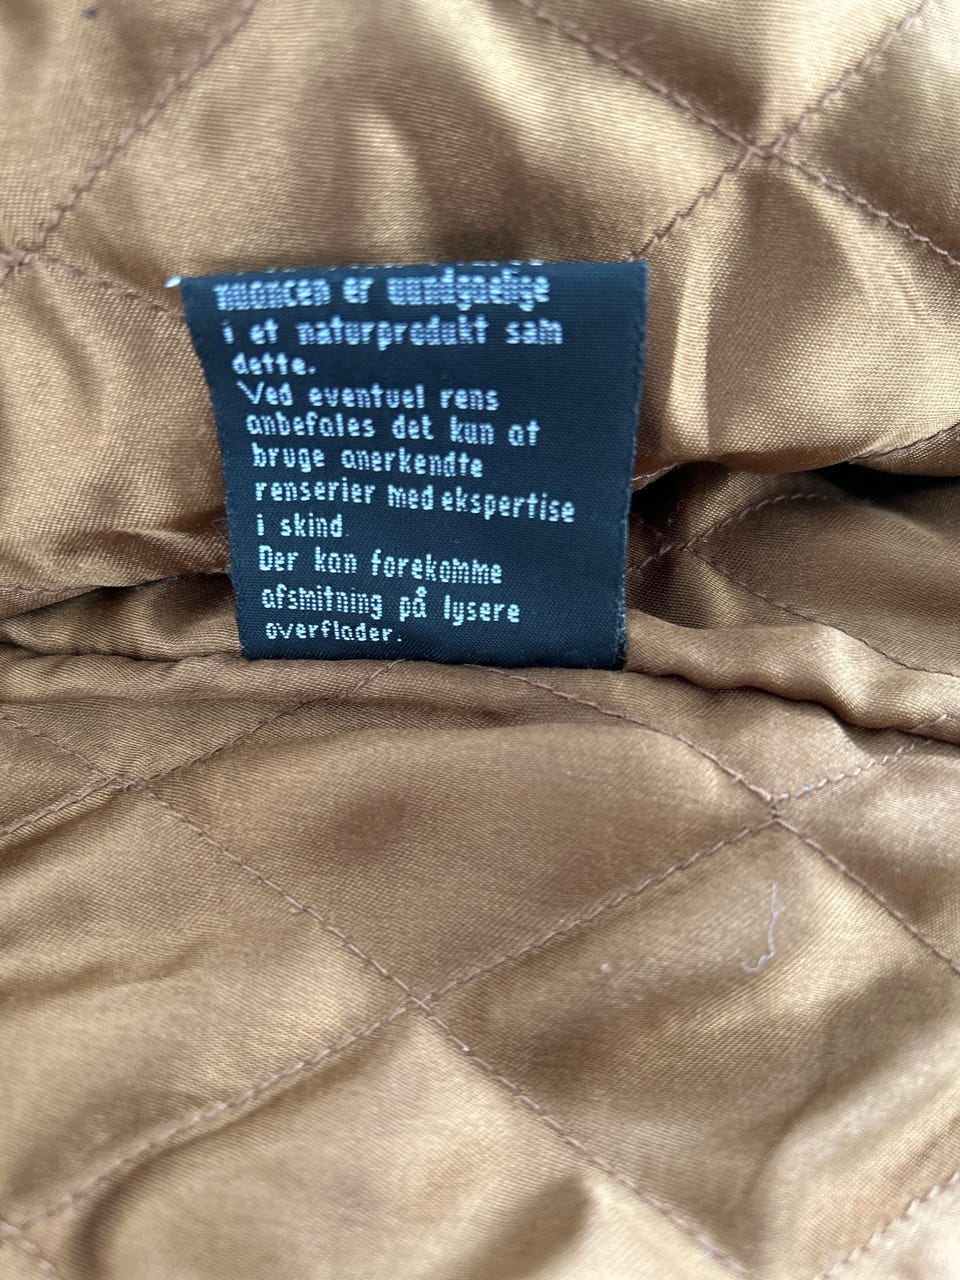 nuancen er uundgaelige
i et naturprodukt som
dette.
Ved eventuel rens
anbefales det kun at
bruge anerkendte
renserier med ekspertise
i skind.
Der kan forekomme
afsmitning på lysere
overflader.